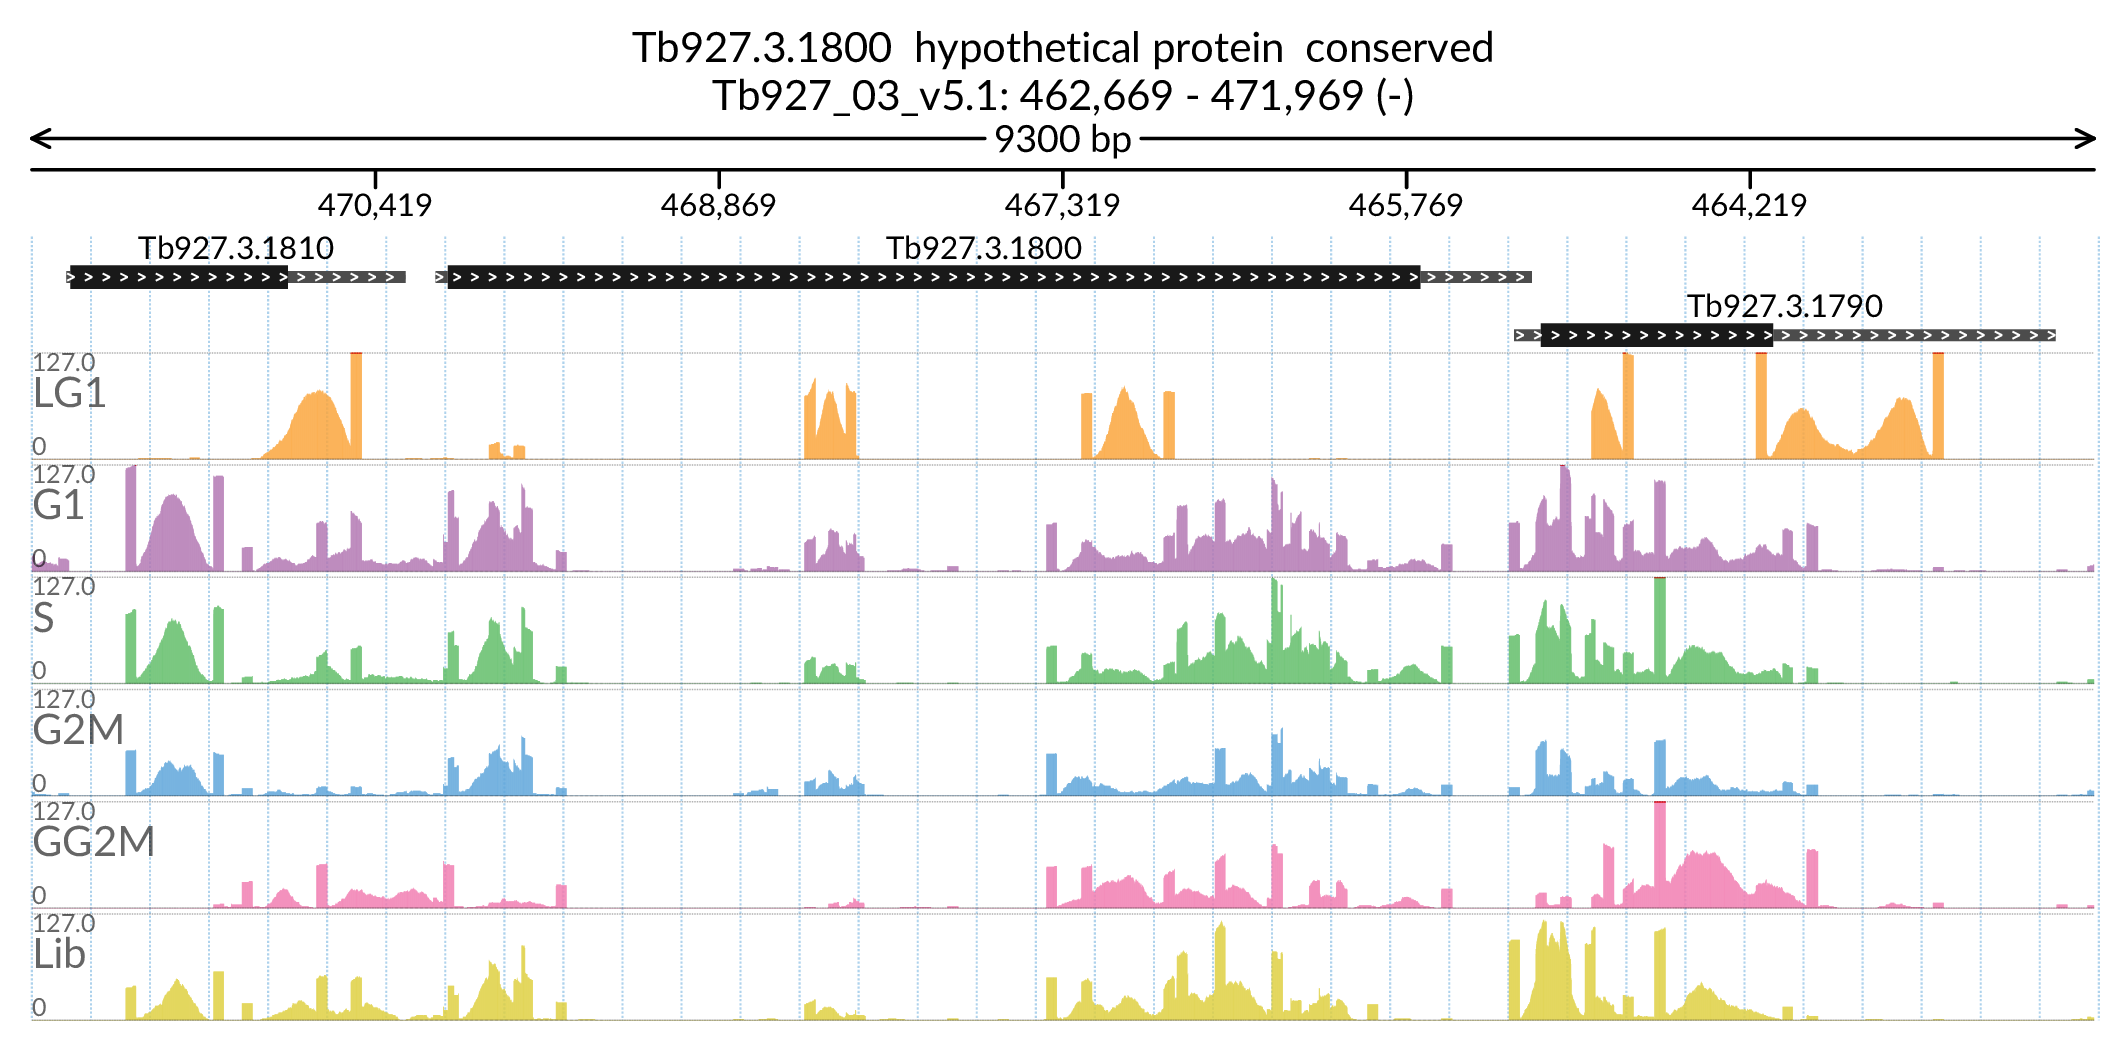 Tb927.3.1800  hypothetical protein  conserved
Tb927_03_v5.1: 462,669 - 471,969 (-)
9300 bp
470,419 468,869 467,319 465,769 464,219
Tb927.3.1810 Tb927.3.1800
Tb927.3.1790
127.0
LG1
0
127.0
G1
0
127.0
S
0
127.0
G2M
0
127.0
GG2M
0
127.0
Lib
0